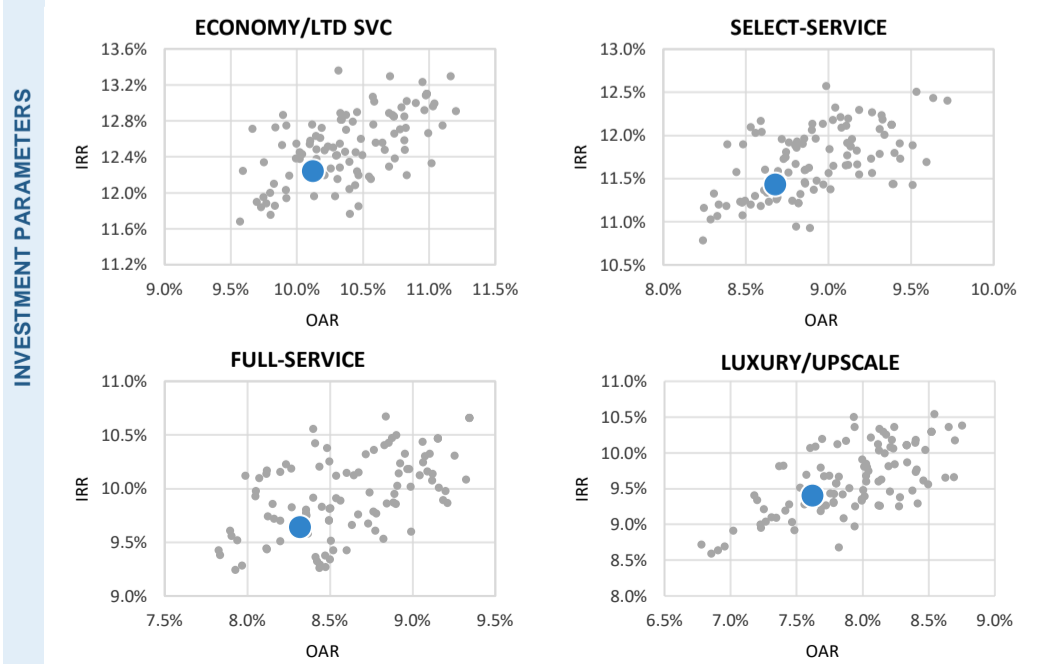 INVESTMENT PARAMETERS
ECONOMY/LTD SVC
13.6%
13.2%
12.8%
12.4%
12.0%
11.6%
11.2%
IRR
9.0% 9.5% 10.0% 10.5% 11.0% 11.5%
OAR
SELECT-SERVICE
13.0%
12.5%
12.0%
11.5%
11.0%
10.5%
IRR
8.0% 8.5% 9.0% 9.5% 10.0%
OAR
FULL-SERVICE
11.0%
10.5%
10.0%
9.5%
9.0%
IRR
7.5% 8.0% 8.5% 9.0% 9.5%
OAR
LUXURY/UPSCALE
11.0%
10.5%
10.0%
9.5%
9.0%
8.5%
8.0%
IRR
6.5% 7.0% 7.5% 8.0% 8.5% 9.0%
OAR